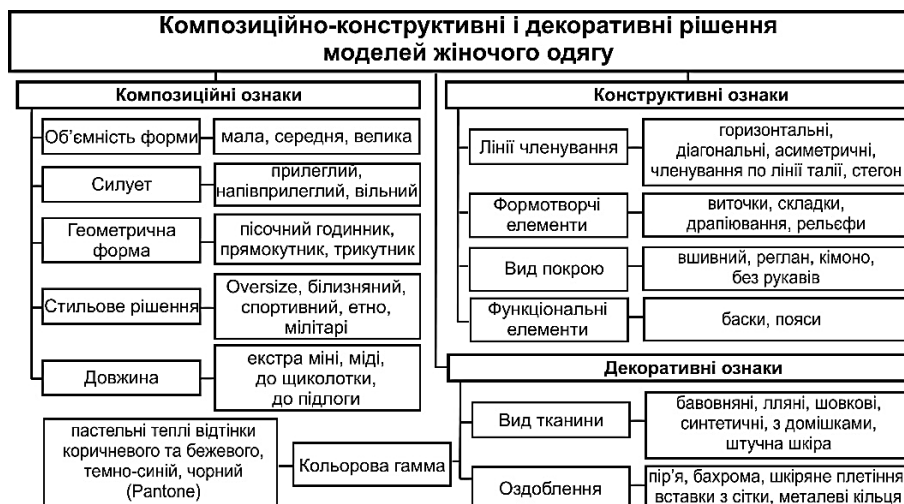 Композиційно-конструктивні і декоративні рішення
моделей жіночого одягу
Композиційні ознаки
Об’ємність форми
мала, середня, велика
Силует
прилеглий,
напівприлеглий, вільний
Геометрична
форма
пісочний годинник,
прямокутник, трикутник
Стильове рішення
Oversize, білизняний,
спортивний, етно,
мілітарі
Довжина
екстра міні, міді,
до щиколотки,
до підлоги
Конструктивні ознаки
Лінії членування
горизонтальні,
діагональні, асиметричні,
членування по лінії талії, стегон
Формотворчі
елементи
виточки, складки,
драпіювання, рельєфи
Вид покрою
вшивний, реглан, кімоно,
без рукавів
Функціональні
елементи
баски, пояси
Декоративні ознаки
Вид тканини
бавовняні, лляні, шовкові,
синтетичні, з домішками,
штучна шкіра
Кольорова гамма
пастельні теплі відтінки
коричневого та бежевого,
темно-синій, чорний
(Pantone)
Оздоблення
пір’я, бахрома, шкіряне плетіння
вставки з сітки, металеві кільця